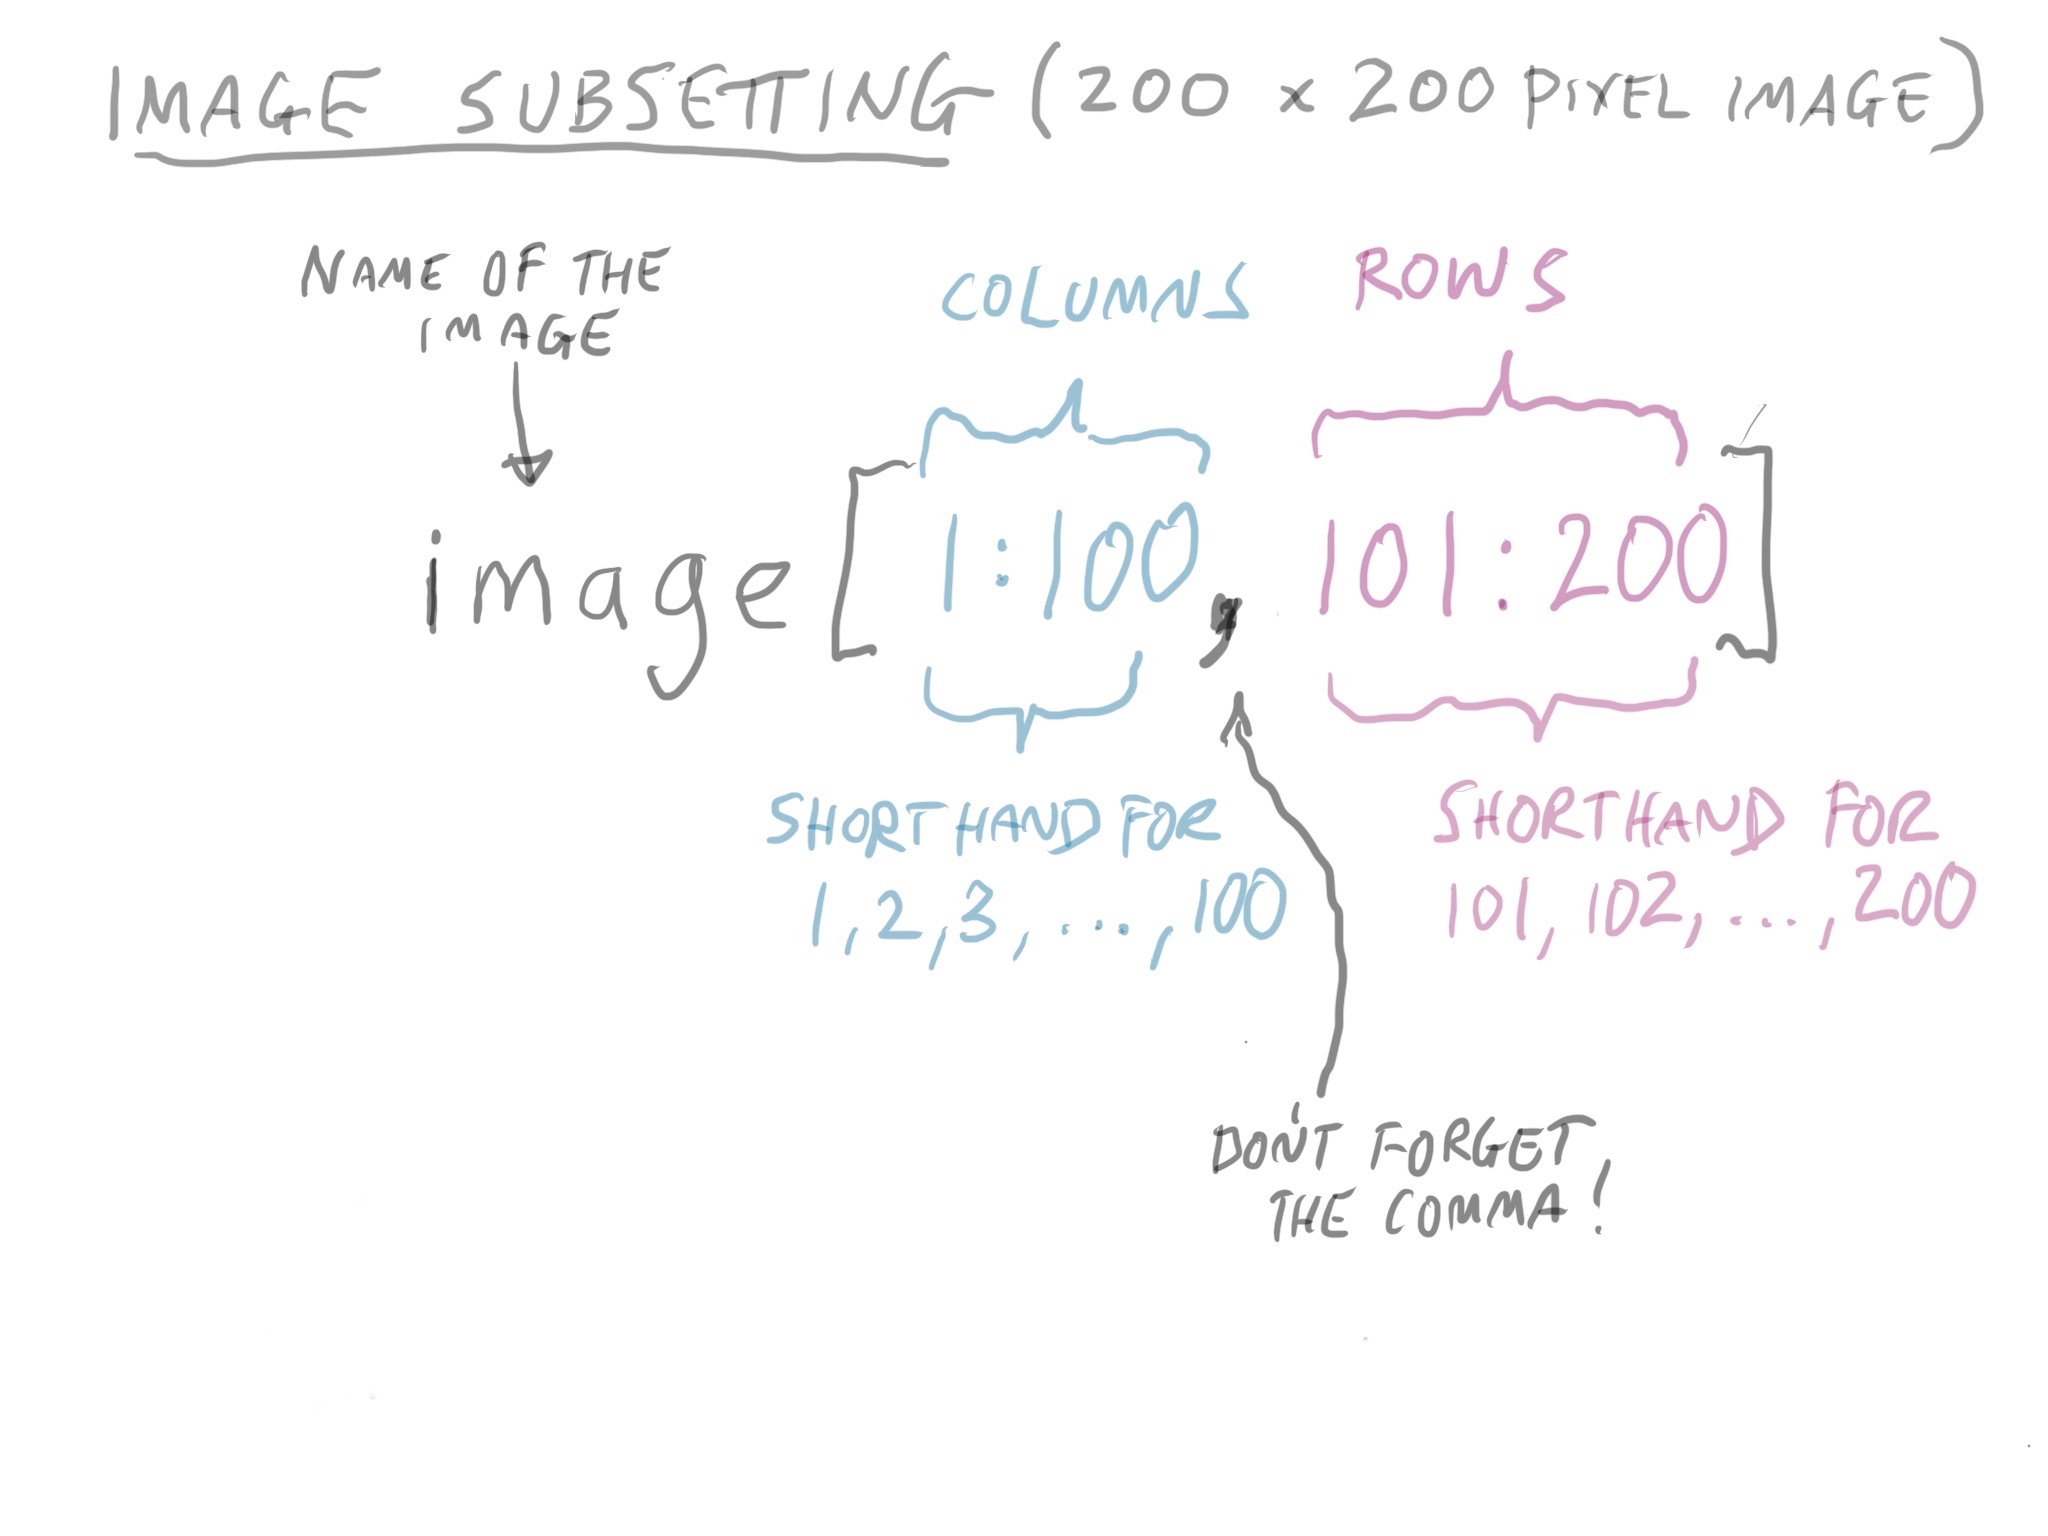 IMAGE SUBSETTING (200 x 200 PIXEL IMAGE)
NAME OF THE
IMAGE
COLUMNS
ROWS
image[1:100, 101:200]
SHORTHAND FOR
1,2,3,...,100
SHORTHAND FOR
101,102,...,200
DON'T FORGET
THE COMMA!